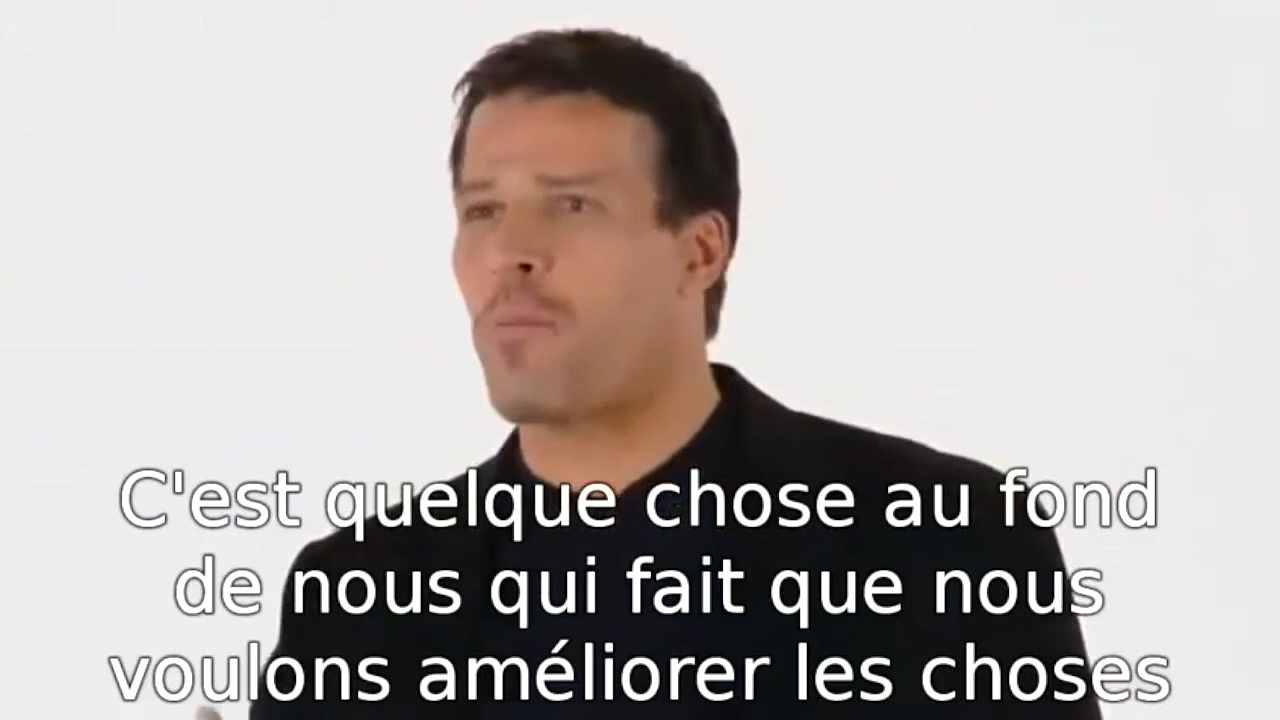 C'est quelque chose au fond
de nous qui fait que nous
voulons améliorer les choses